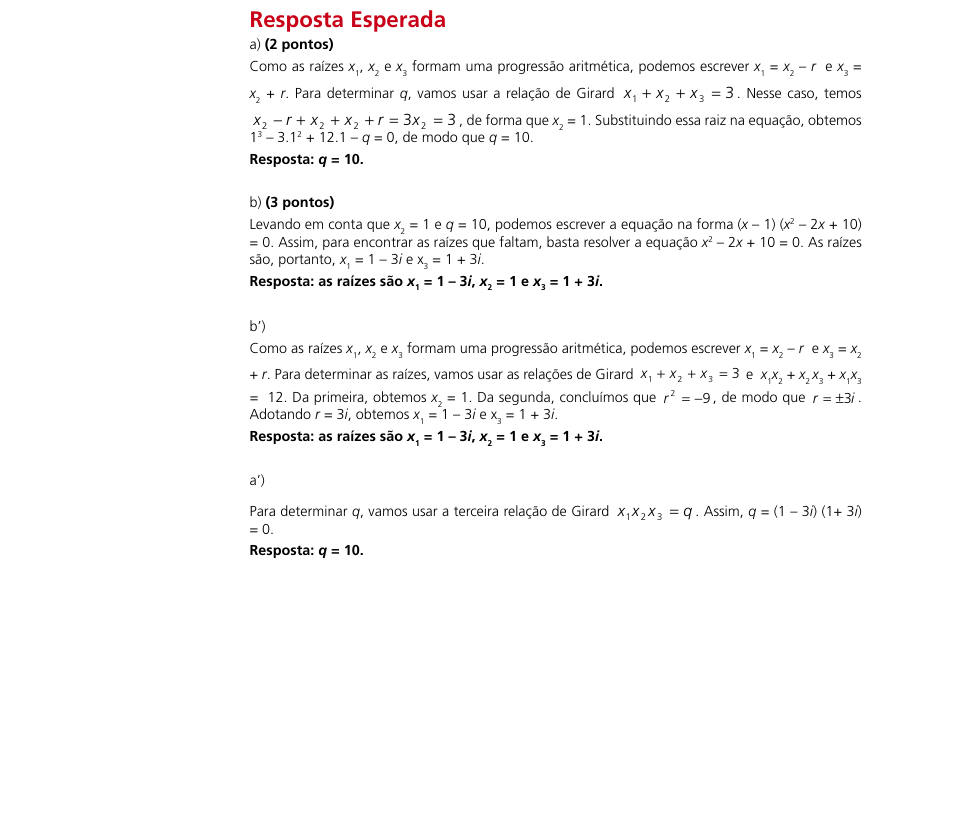 Resposta Esperada
a) (2 pontos)
Como as raízes x₁, x₂ e x₃ formam uma progressão aritmética, podemos escrever x₁ = x₂ – r e x₃ =
x₂ + r. Para determinar q, vamos usar a relação de Girard x₁ + x₂ + x₃ = 3. Nesse caso, temos
x₂ – r + x₂ + x₂ + r = 3x₂ = 3, de forma que x₂ = 1. Substituindo essa raiz na equação, obtemos
1³ – 3.1² + 12.1 – q = 0, de modo que q = 10.
Resposta: q = 10.
b) (3 pontos)
Levando em conta que x₂ = 1 e q = 10, podemos escrever a equação na forma (x – 1) (x² – 2x + 10)
= 0. Assim, para encontrar as raízes que faltam, basta resolver a equação x² – 2x + 10 = 0. As raízes
são, portanto, x₁ = 1 – 3i e x₃ = 1 + 3i.
Resposta: as raízes são x₁ = 1 – 3i, x₂ = 1 e x₃ = 1 + 3i.
b’)
Como as raízes x₁, x₂ e x₃ formam uma progressão aritmética, podemos escrever x₁ = x₂ – r e x₃ = x₂
+ r. Para determinar as raízes, vamos usar as relações de Girard x₁ + x₂ + x₃ = 3 e x₁x₂ + x₂x₃ + x₁x₃
= 12. Da primeira, obtemos x₂ = 1. Da segunda, concluímos que r² = –9, de modo que r = ±3i.
Adotando r = 3i, obtemos x₁ = 1 – 3i e x₃ = 1 + 3i.
Resposta: as raízes são x₁ = 1 – 3i, x₂ = 1 e x₃ = 1 + 3i.
a’)
Para determinar q, vamos usar a terceira relação de Girard x₁x₂x₃ = q. Assim, q = (1 – 3i) (1+ 3i)
= 0.
Resposta: q = 10.